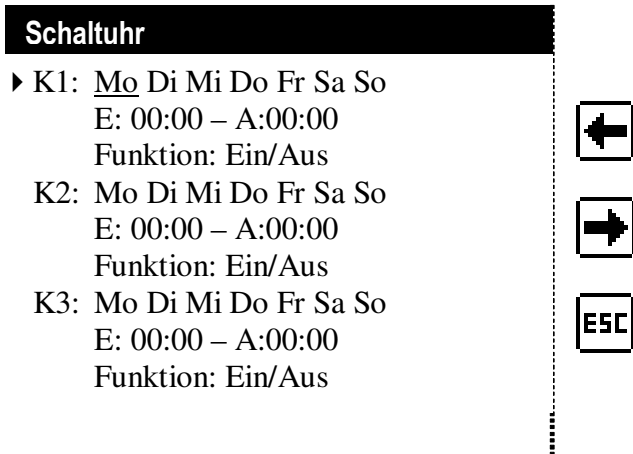 Schaltuhr
K1: Mo Di Mi Do Fr Sa So
E: 00:00 – A:00:00
Funktion: Ein/Aus
K2: Mo Di Mi Do Fr Sa So
E: 00:00 – A:00:00
Funktion: Ein/Aus
K3: Mo Di Mi Do Fr Sa So
E: 00:00 – A:00:00
Funktion: Ein/Aus
ESC